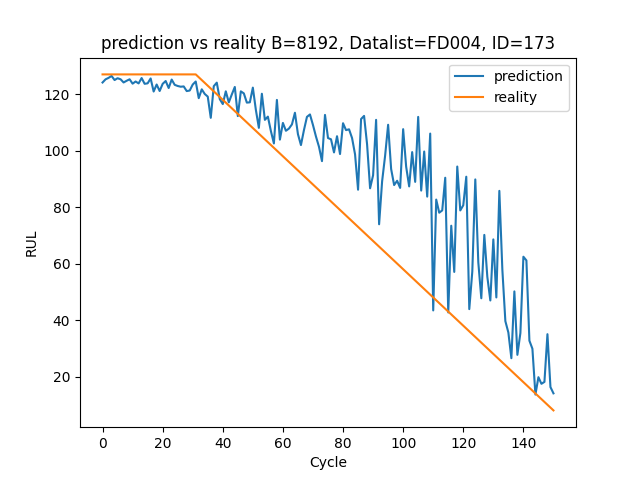 prediction vs reality B=8192, Datalist=FD004, ID=173
prediction
reality
RUL
120
100
80
60
40
20
0 20 40 60 80 100 120 140
Cycle